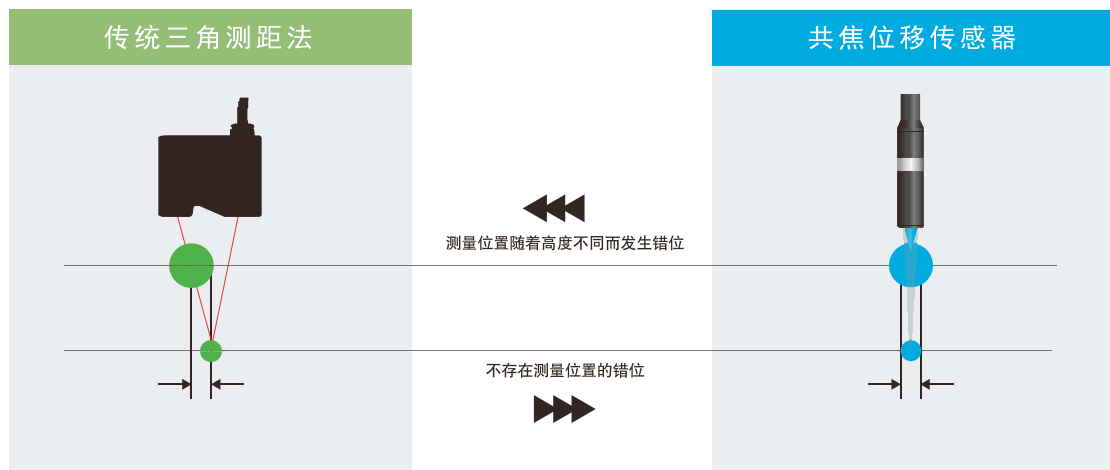 传统三角测距法
共焦位移传感器
测量位置随着高度不同而发生错位
不存在测量位置的错位